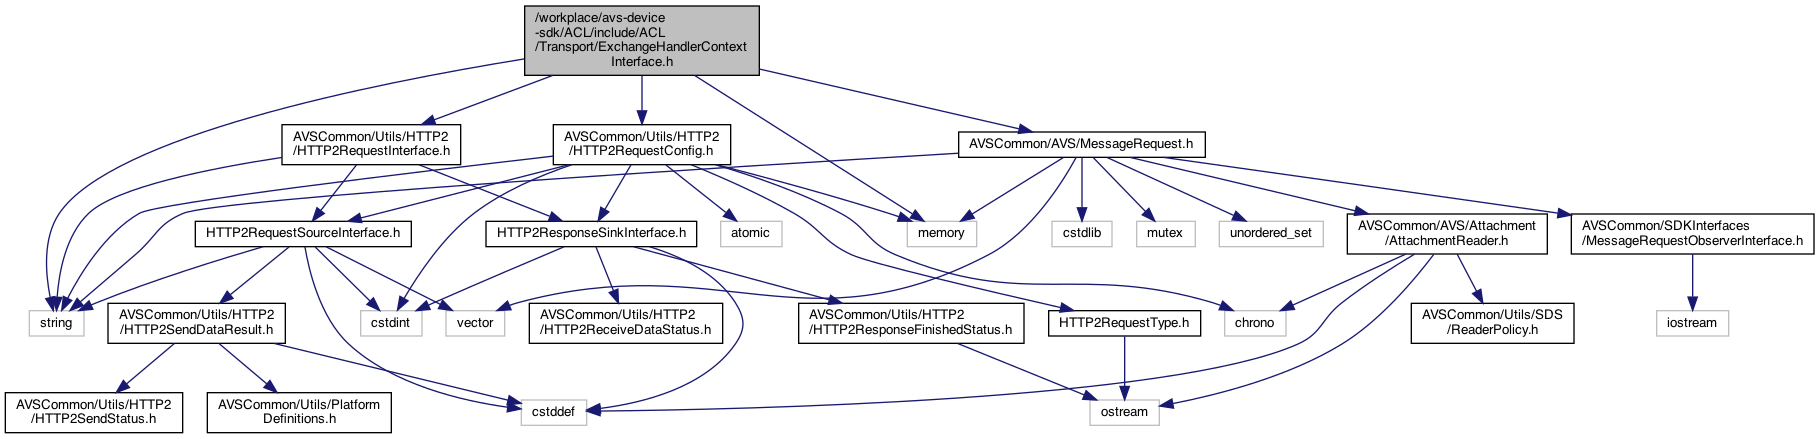 /workplace/avs-device
-sdk/ACL/include/ACL
/Transport/ExchangeHandlerContext
Interface.h
AVSCommon/Utils/HTTP2
/HTTP2RequestInterface.h
AVSCommon/Utils/HTTP2
/HTTP2RequestConfig.h
AVSCommon/AVS/MessageRequest.h
HTTP2RequestSourceInterface.h
HTTP2ResponseSinkInterface.h
atomic
memory
cstdlib
mutex
unordered_set
AVSCommon/AVS/Attachment
/AttachmentReader.h
AVSCommon/SDKInterfaces
/MessageRequestObserverInterface.h
string
AVSCommon/Utils/HTTP2
/HTTP2SendDataResult.h
cstdint
vector
AVSCommon/Utils/HTTP2
/HTTP2ReceiveDataStatus.h
AVSCommon/Utils/HTTP2
/HTTP2ResponseFinishedStatus.h
HTTP2RequestType.h
chrono
AVSCommon/Utils/SDS
/ReaderPolicy.h
iostream
AVSCommon/Utils/HTTP2
/HTTP2SendStatus.h
AVSCommon/Utils/Platform
Definitions.h
cstddef
ostream